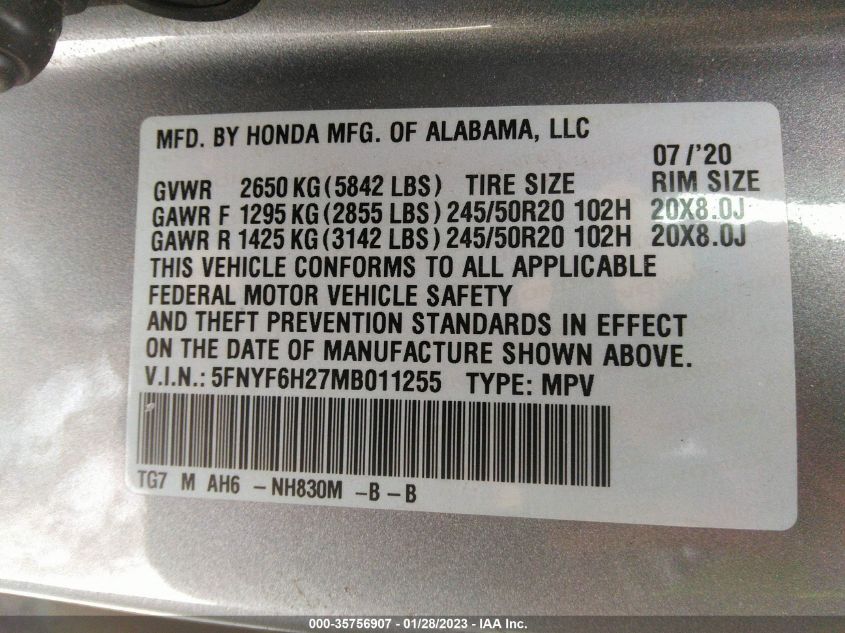 MFD. BY HONDA MFG. OF ALABAMA, LLC
07/'20
GVWR 2650 KG (5842 LBS) TIRE SIZE RIM SIZE
GAWR F 1295 KG (2855 LBS) 245/50R20 102H 20X8.0J
GAWR R 1425 KG (3142 LBS) 245/50R20 102H 20X8.0J
THIS VEHICLE CONFORMS TO ALL APPLICABLE
FEDERAL MOTOR VEHICLE SAFETY
AND THEFT PREVENTION STANDARDS IN EFFECT
ON THE DATE OF MANUFACTURE SHOWN ABOVE.
V.I.N.: 5FNYF6H27MB011255 TYPE: MPV
TG7 M AH6 -NH830M -B-B
000-35756907 - 01/28/2023 - IAA Inc.